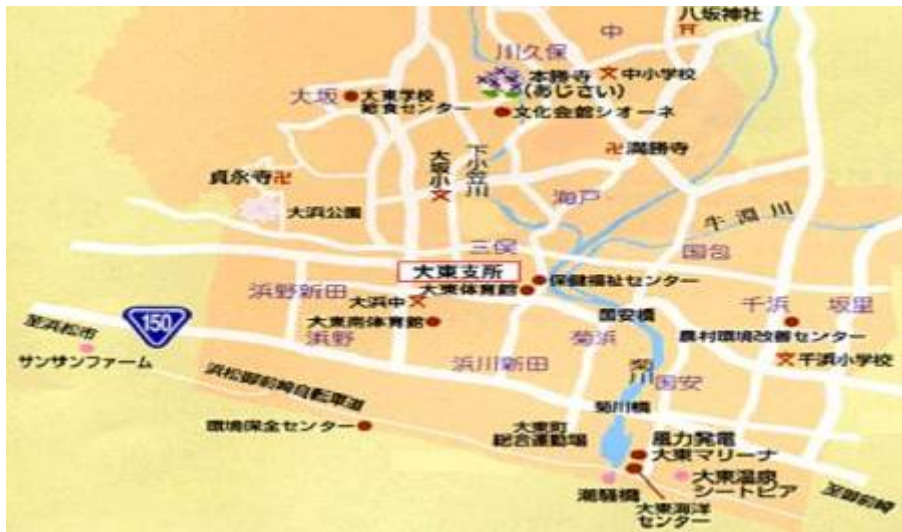 八坂神社
中
川久保
本勝寺
(あじさい)
中小学校
大坂
大東学校
給食センター
文化会館シオーネ
下小笠川
大坂小
満勝寺
貞永寺
大浜公園
海戸
牛淵川
三俣
国包
大東支所
保健福祉センター
大東体育館
浜野新田
大浜中
千浜
坂里
150
国安橋
大東南体育館
浜野
菊浜
農村環境改善センター
至浜松市
サンサンファーム
浜川新田
菊川
千浜小学校
国安
浜松御前崎自転車道
菊川橋
環境保全センター
大東町
総合運動場
風力発電
大東マリーナ
大東温泉
シートピア
潮騒橋
大東海洋
センター
至御前崎